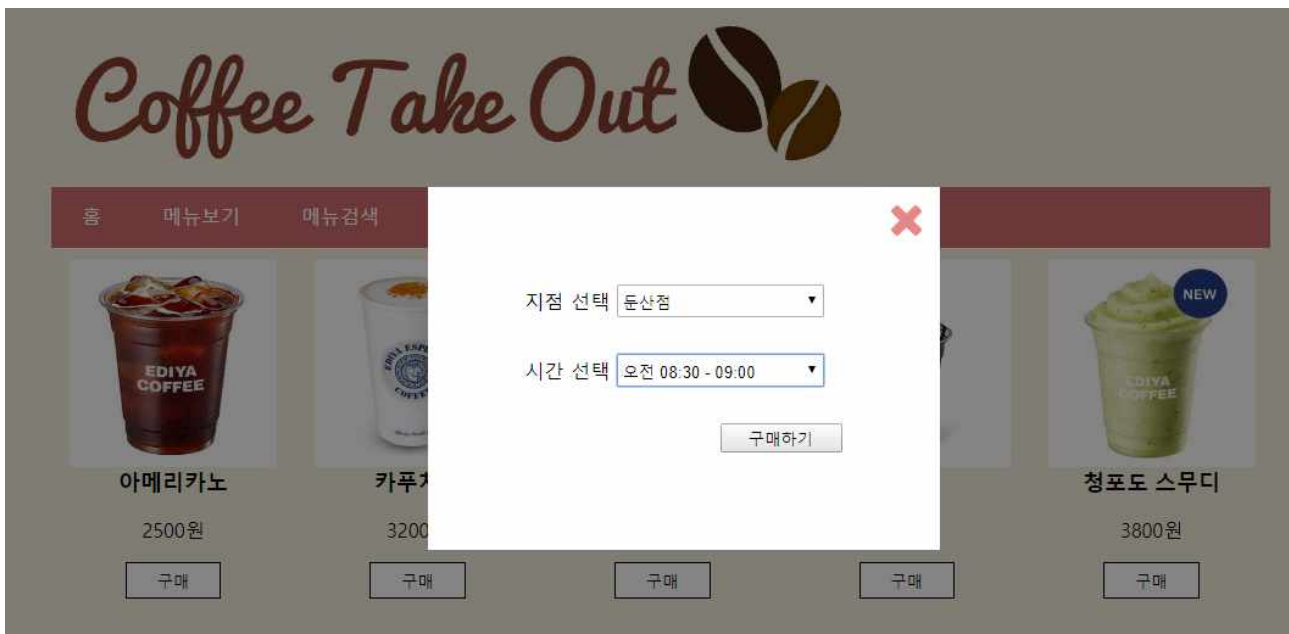 Coffee Take Out
홈 메뉴보기 메뉴검색
지점 선택 둔산점
시간 선택 오전 08:30 - 09:00
구매하기
EDIYA
COFFEE
NEW
EDIYA
COFFEE
아메리카노
청포도 스무디
2500원
3200
3800원
구매 구매 구매 구매 구매